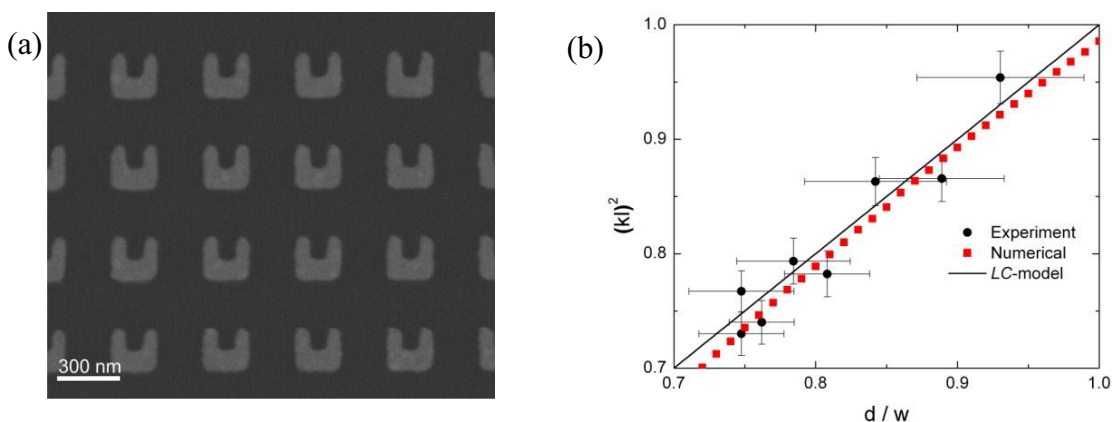 (a)
300 nm
(b)
1.0
0.9
0.8
0.7
(kl)²
0.7
0.8
0.9
1.0
d / w
Experiment
Numerical
LC-model